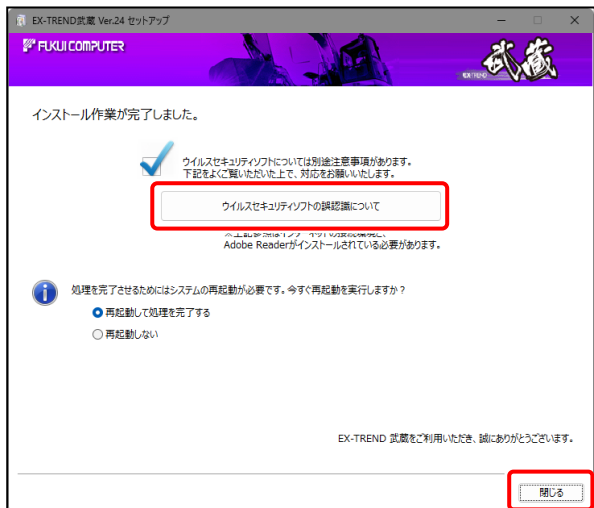 EX-TREND武蔵 Ver.24 セットアップ
FUKUI COMPUTER
EX-TREND 武蔵
インストール作業が完了しました。
ウイルスセキュリティソフトについては別途注意事項があります。
下記をよくご覧いただいた上で、対応をお願いいたします。
ウイルスセキュリティソフトの誤認識について
Adobe Readerがインストールされている必要があります。
処理を完了させるためにはシステムの再起動が必要です。今すぐ再起動を実行しますか？
再起動して処理を完了する
再起動しない
EX-TREND 武蔵をご利用いただき、誠にありがとうございます。
閉じる